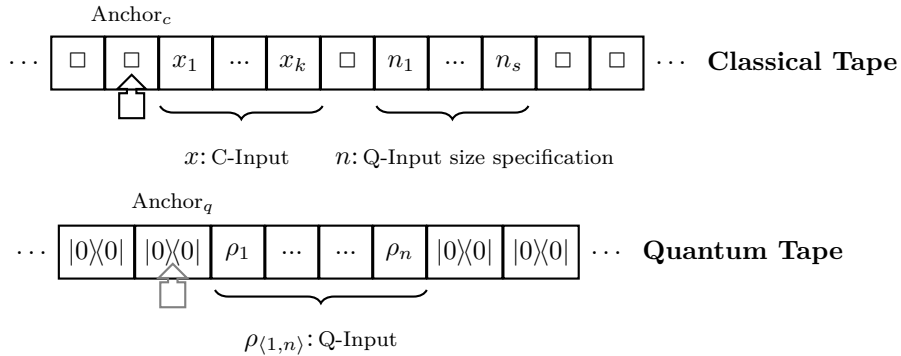 Anchor_c
··· □ □ x_1 ... x_k □ n_1 ... n_s □ □ ··· Classical Tape
x: C-Input n: Q-Input size specification
Anchor_q
··· |0⟩⟨0| |0⟩⟨0| ρ_1 ... ... ρ_n |0⟩⟨0| |0⟩⟨0| ··· Quantum Tape
ρ_⟨1,n⟩: Q-Input